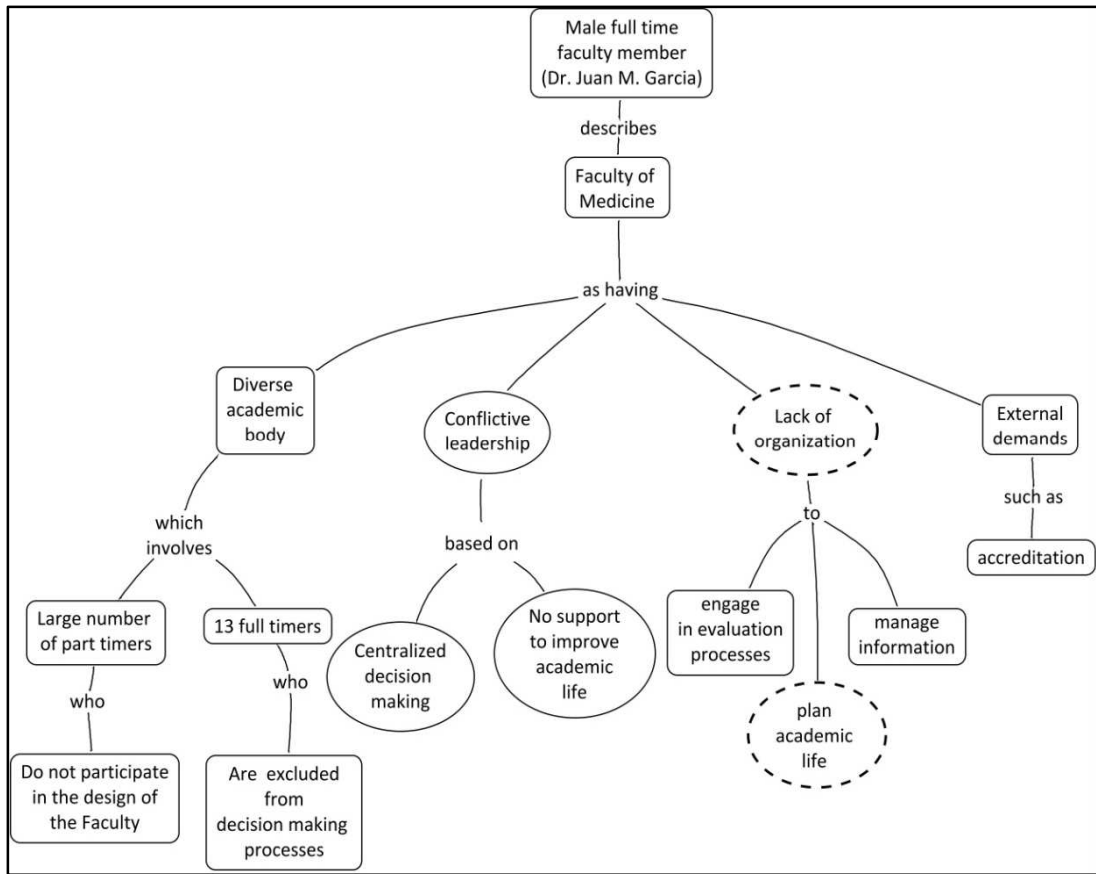 Male full time
faculty member
(Dr. Juan M. Garcia)
describes
Faculty of
Medicine
as having
Diverse
academic
body
Conflictive
leadership
Lack of
organization
External
demands
which
involves
based on
to
such as
accreditation
Large number
of part timers
13 full timers
Centralized
decision
making
No support
to improve
academic
life
engage
in evaluation
processes
plan
academic
life
manage
information
who
who
Do not participate
in the design of
the Faculty
Are excluded
from
decision making
processes